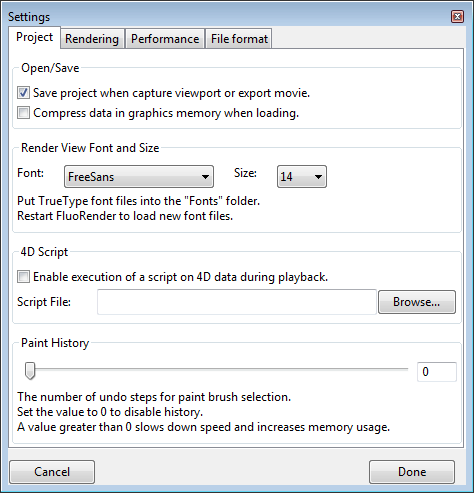 Settings
Project Rendering Performance File format
Open/Save
Save project when capture viewport or export movie.
Compress data in graphics memory when loading.
Render View Font and Size
Font: FreeSans Size: 14
Put TrueType font files into the "Fonts" folder.
Restart FluoRender to load new font files.
4D Script
Enable execution of a script on 4D data during playback.
Script File: Browse...
Paint History
0
The number of undo steps for paint brush selection.
Set the value to 0 to disable history.
A value greater than 0 slows down speed and increases memory usage.
Cancel Done